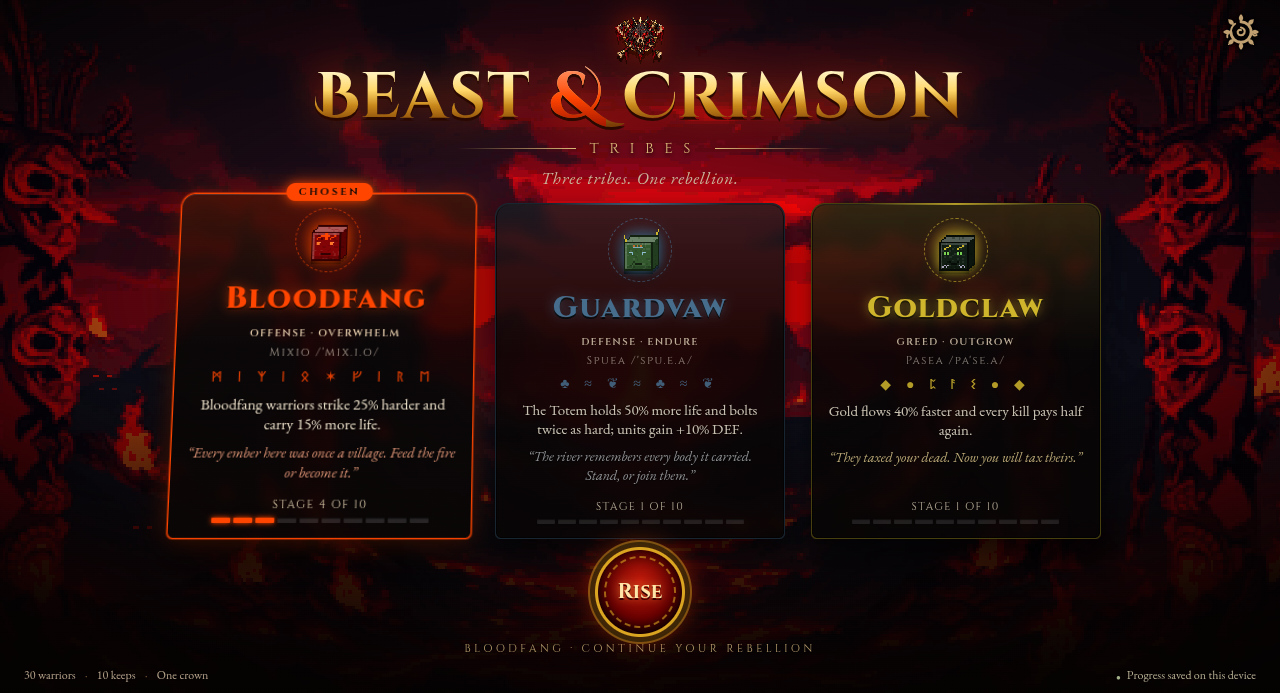 BEAST & CRIMSON
TRIBES
Three tribes. One rebellion.
CHOSEN
BLOODFANG
OFFENSE · OVERWHELM
MIXIO /ˈMIX.I.O/
ᛗ ᛁ ᛉ ᛁ ᛟ ✶ ᚠ ᛁ ᚱ ᛖ
Bloodfang warriors strike 25% harder and
carry 15% more life.
“Every ember here was once a village. Feed the fire
or become it.”
STAGE 4 OF 10
GUARDVAW
DEFENSE · ENDURE
SPUEA /ˈSPU.E.A/
♣ ≈ ❦ ≈ ♣ ≈ ❦
The Totem holds 50% more life and bolts
twice as hard; units gain +10% DEF.
“The river remembers every body it carried.
Stand, or join them.”
STAGE 1 OF 10
GOLDCLAW
GREED · OUTGROW
PASEA /PAˈSE.A/
◆ ● ᛈ ᚨ ᛊ ● ◆
Gold flows 40% faster and every kill pays half
again.
“They taxed your dead. Now you will tax theirs.”
STAGE 1 OF 10
RISE
BLOODFANG · CONTINUE YOUR REBELLION
30 warriors · 10 keeps · One crown
• Progress saved on this device